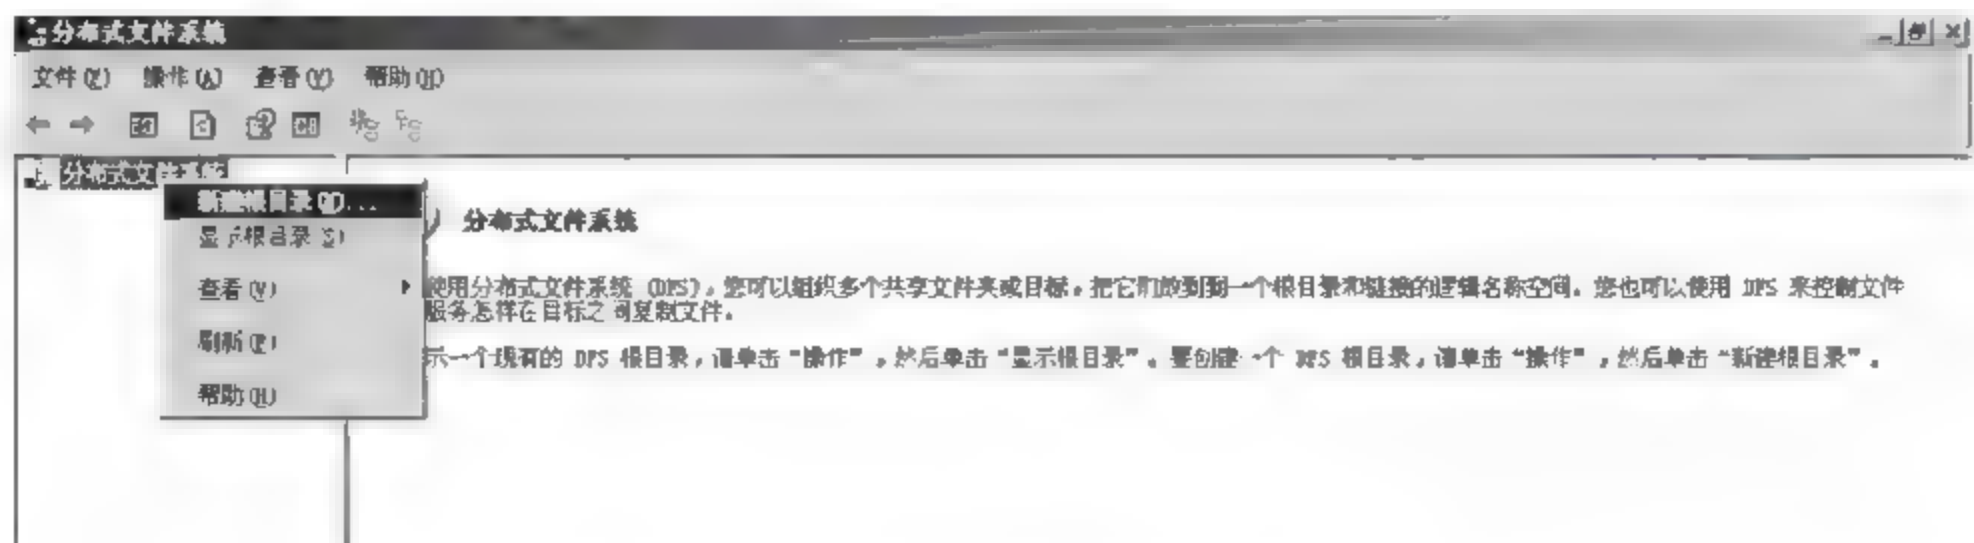 分布式文件系统
文件(F) 操作(A) 查看(V) 帮助(H)
分布式文件系统
新建根目录(N)...
显示根目录(S)
查看(V)
刷新(F)
帮助(H)
分布式文件系统
使用分布式文件系统 (DFS)，您可以组织多个共享文件夹或目标，把它们放到到一个根目录和链接的逻辑名称空间。您也可以使用 DFS 来控制文件
服务怎样在目标之间复制文件。
示一个现有的 DFS 根目录，请单击“操作”，然后单击“显示根目录”。要创建一个 DFS 根目录，请单击“操作”，然后单击“新建根目录”。